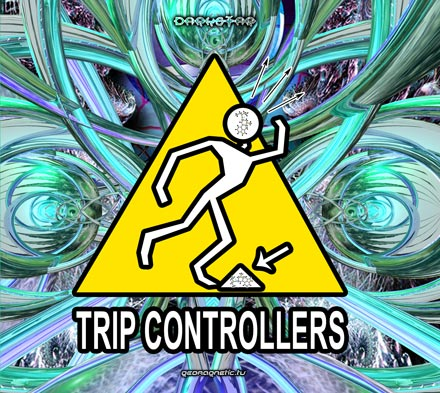 DARKSTAR
TRIP CONTROLLERS
geomagnetic.tv